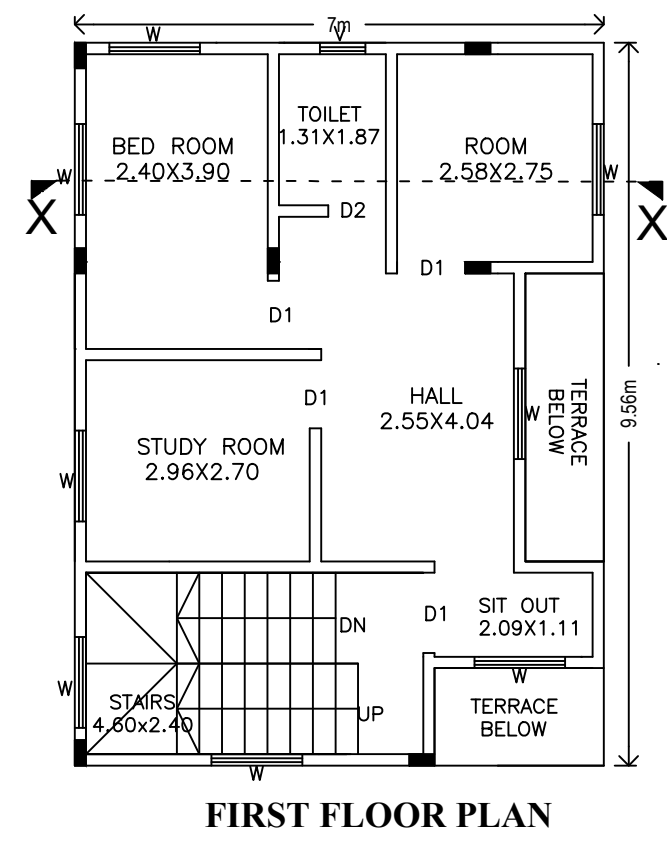 7m
W
V
TOILET
1.31X1.87
BED ROOM
2.40X3.90
ROOM
2.58X2.75
W
W
X
X
D2
D1
D1
D1
HALL
2.55X4.04
W
TERRACE
BELOW
9.56m
STUDY ROOM
2.96X2.70
W
SIT OUT
2.09X1.11
D1
DN
W
W
STAIRS
4.60x2.40
UP
TERRACE
BELOW
W
FIRST FLOOR PLAN